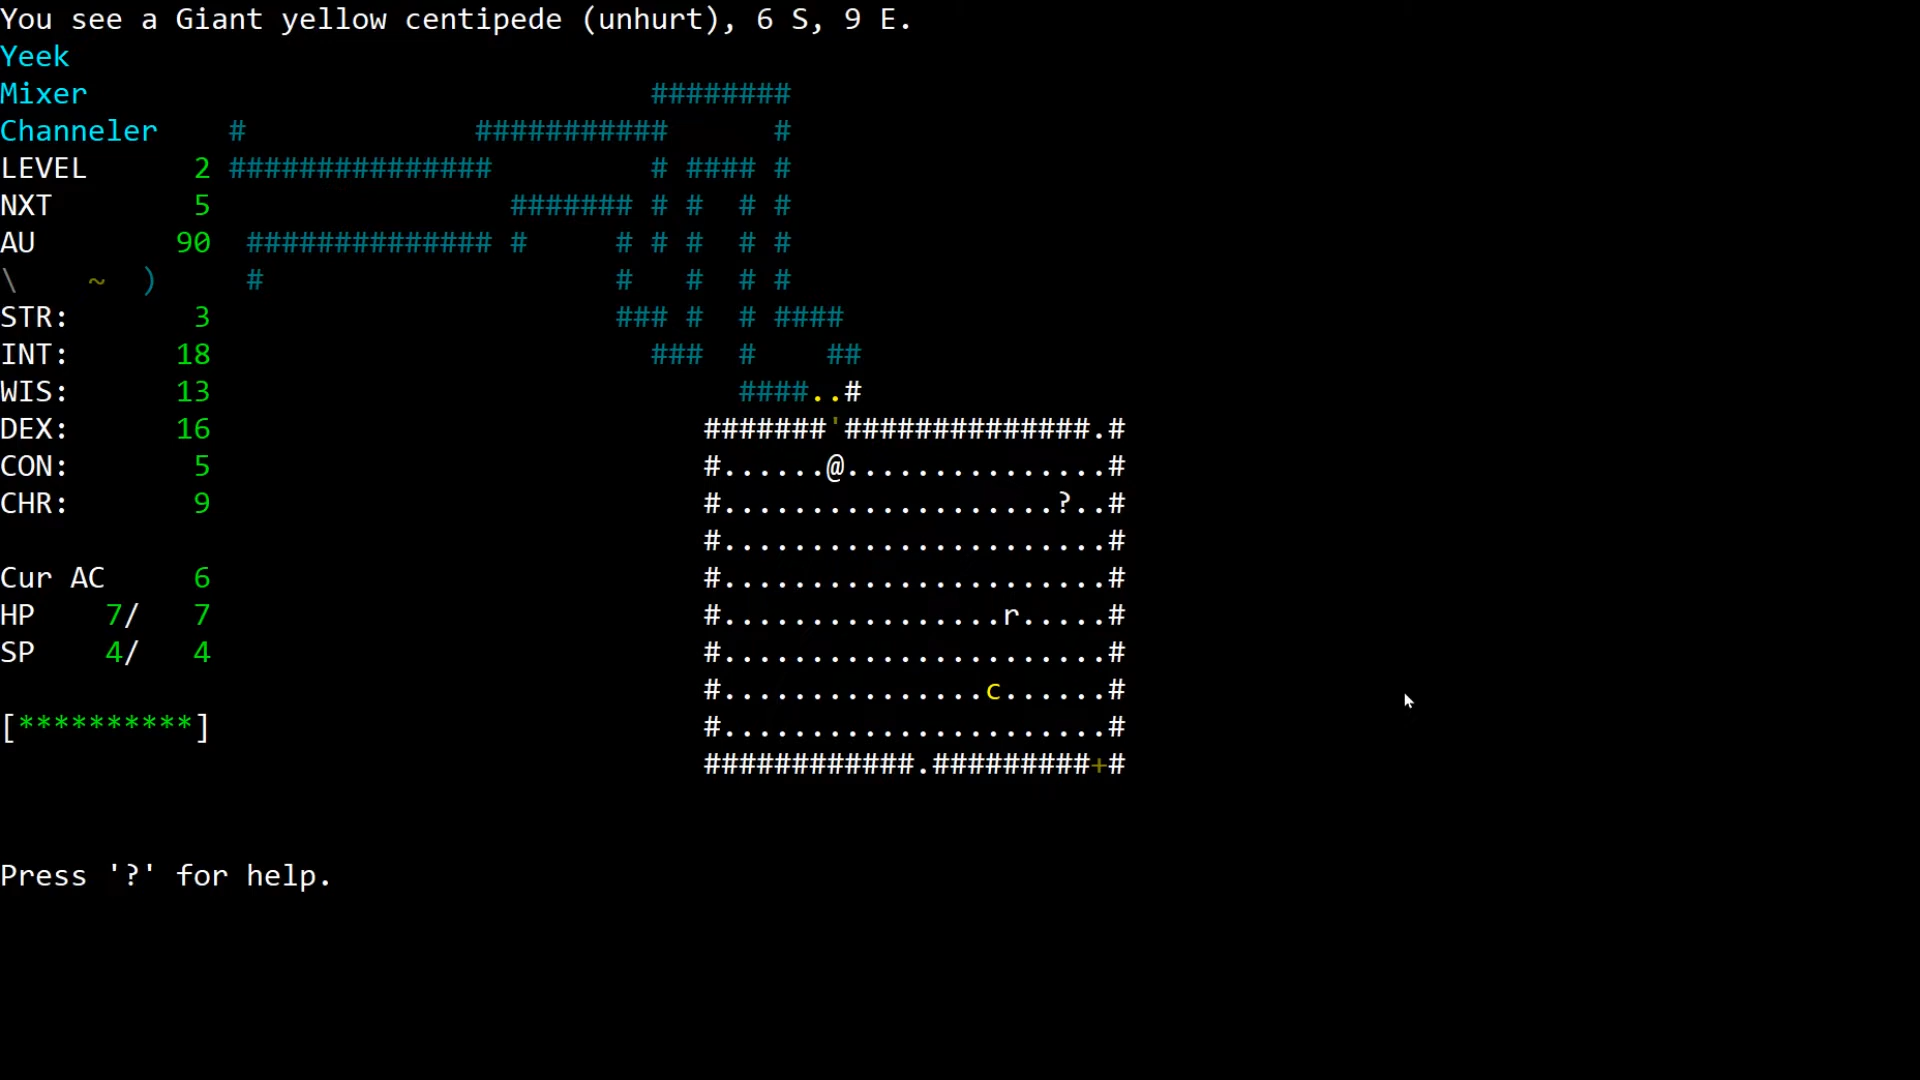 You see a Giant yellow centipede (unhurt), 6 S, 9 E.
Yeek
Mixer                                ########
Channeler    #             ###########      #
LEVEL      2 ###############         # #### #
NXT        5                 ####### # #  # #
AU        90  ############## #     # # #  # #
\    ~  )     #                    #   #  # #
STR:       3                       ### #  # ####
INT:      18                         ###  #    ##
WIS:      13                              ####..#
DEX:      16                            #######'##############.#
CON:       5                            #......@...............#
CHR:       9                            #...................?..#
                                        #......................#
Cur AC     6                            #......................#
HP    7/   7                            #................r.....#
SP    4/   4                            #......................#
                                        #...............c......#
[**********]                            #......................#
                                        ############.#########+#
Press '?' for help.